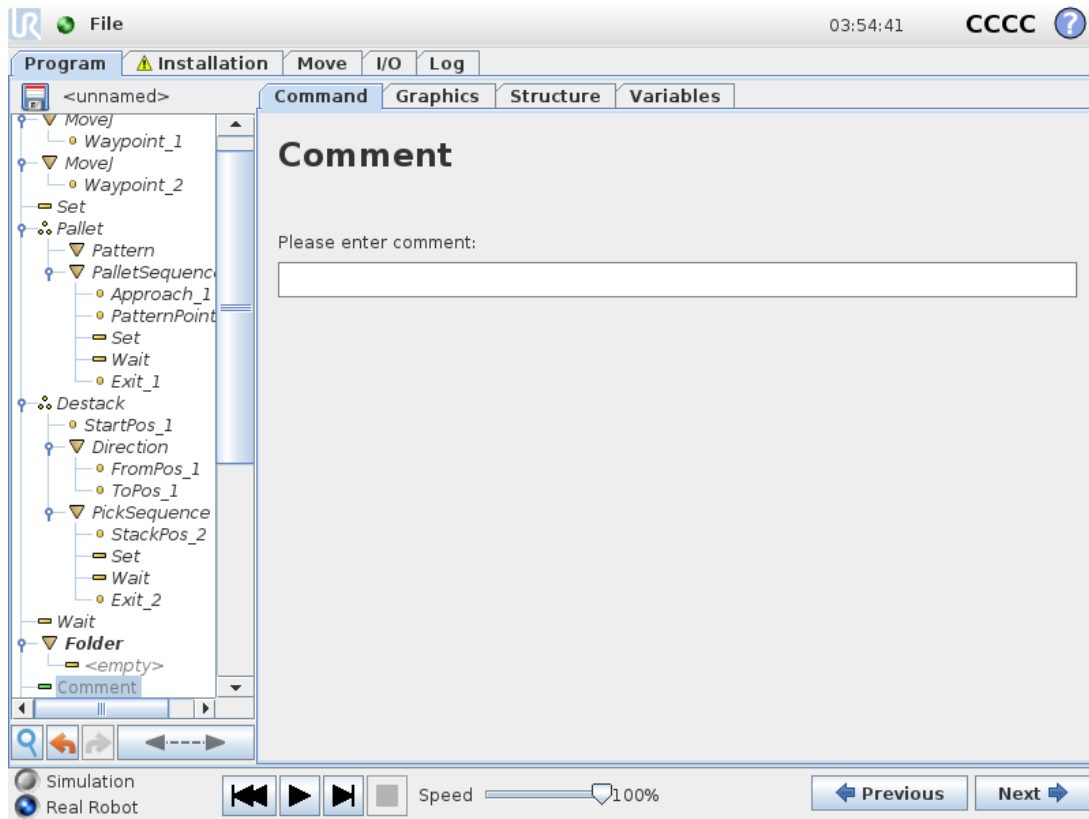 UR File 03:54:41 CCCC ?
Program Installation Move I/O Log
<unnamed> Command Graphics Structure Variables
MoveJ
Waypoint_1
MoveJ
Waypoint_2
Set
Pallet
Pattern
PalletSequence
Approach_1
PatternPoint
Set
Wait
Exit_1
Destack
StartPos_1
Direction
FromPos_1
ToPos_1
PickSequence
StackPos_2
Set
Wait
Exit_2
Wait
Folder
<empty>
Comment
Comment
Please enter comment:
Simulation
Real Robot
Speed 100%
Previous Next